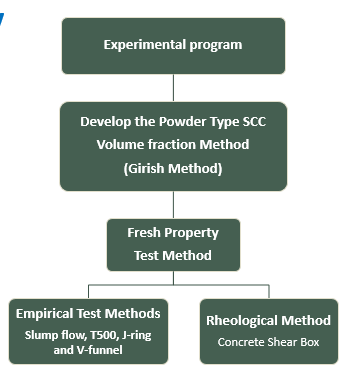 Experimental program
Develop the Powder Type SCC
Volume fraction Method
(Girish Method)
Fresh Property
Test Method
Empirical Test Methods
Slump flow, T500, J-ring
and V-funnel
Rheological Method
Concrete Shear Box